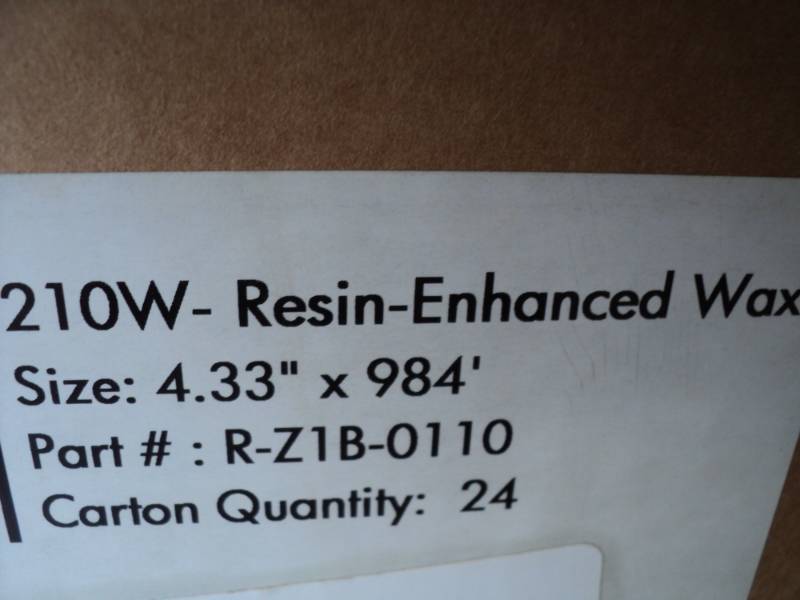 210W- Resin-Enhanced Wax
Size: 4.33" x 984'
Part # : R-Z1B-0110
Carton Quantity: 24